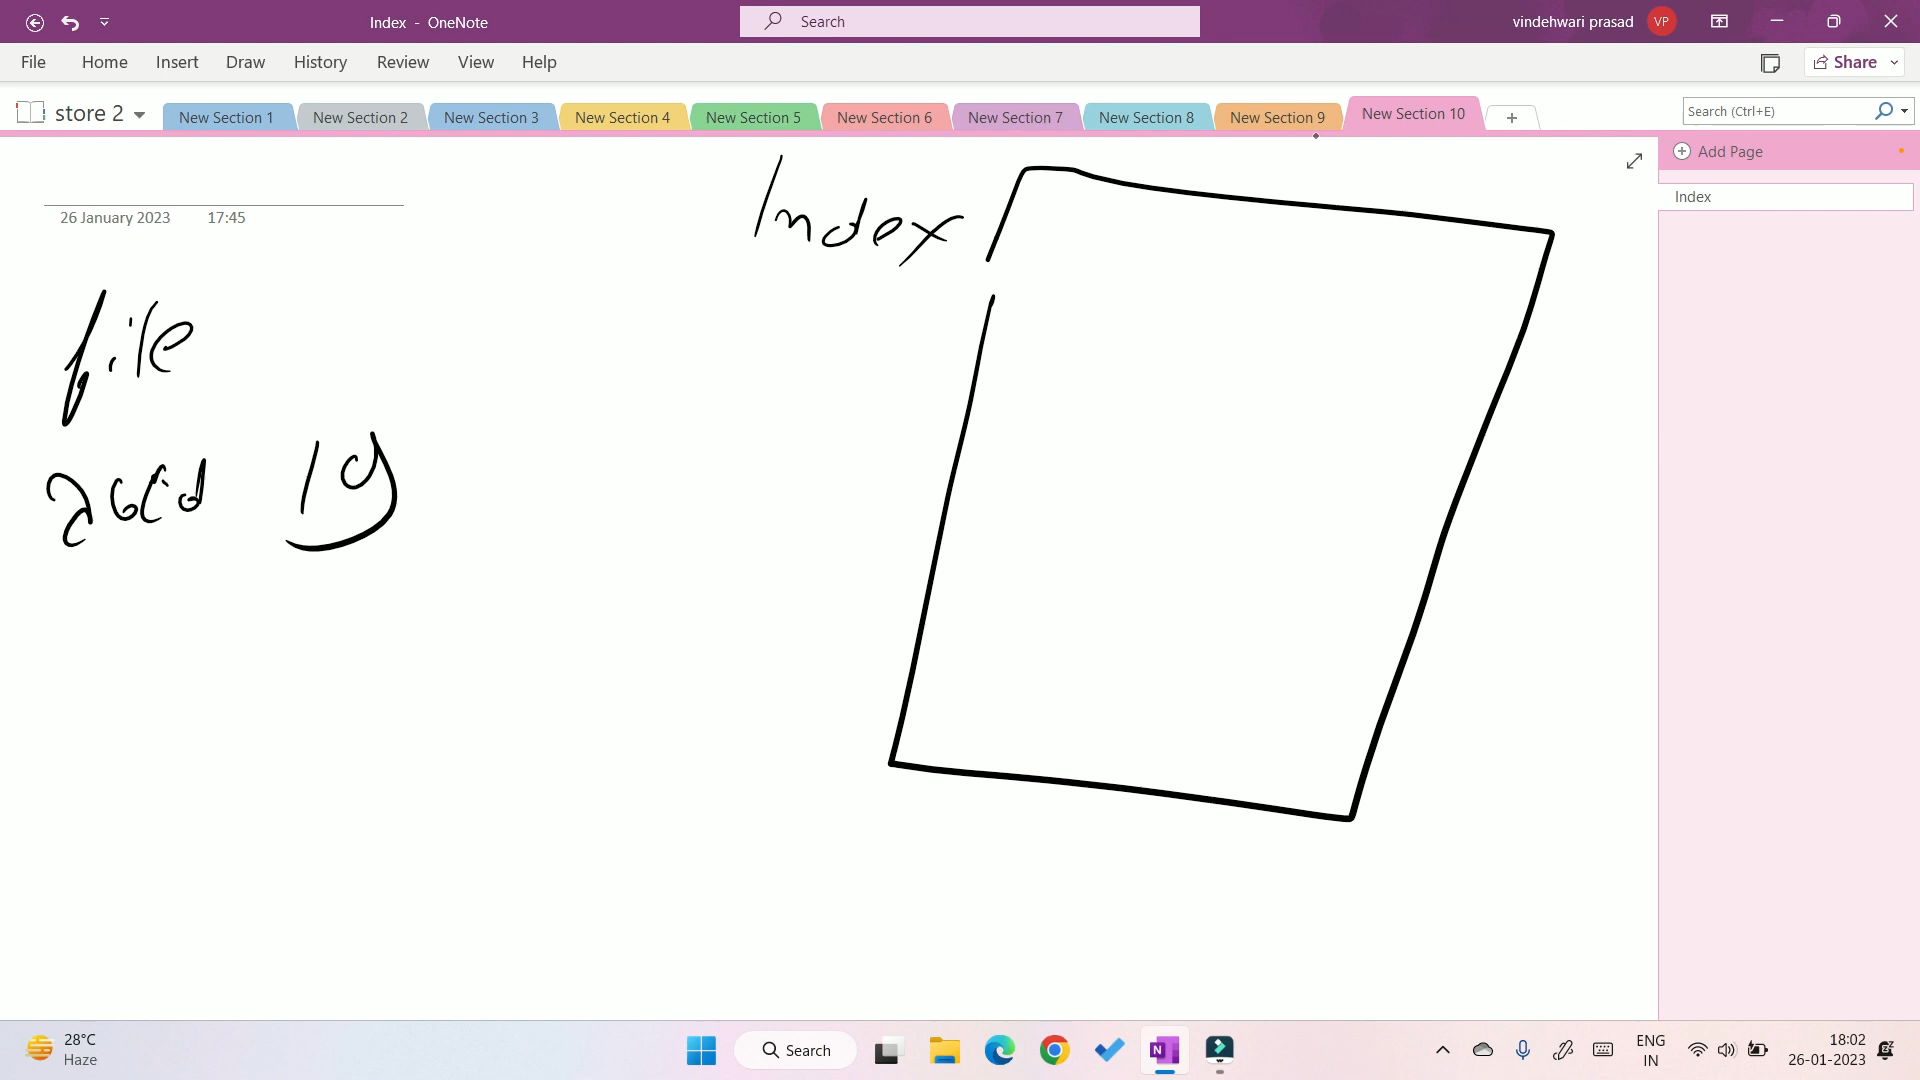 Index - OneNote
Search
vindehwari prasad VP
File Home Insert Draw History Review View Help
Share
store 2
New Section 1 New Section 2 New Section 3 New Section 4 New Section 5 New Section 6 New Section 7 New Section 8 New Section 9 New Section 10
Search (Ctrl+E)
Add Page
Index
26 January 2023 17:45
Index
file
28°C
Haze
Search
ENG
IN
18:02
26-01-2023